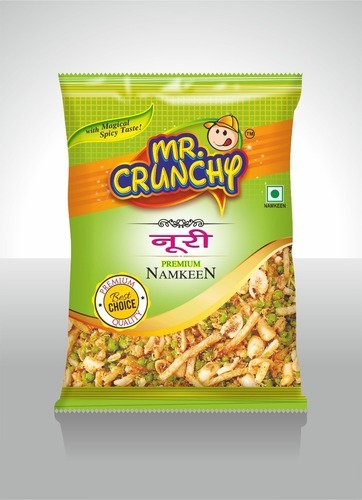 with Magical
Spicy Taste!
MR.
CRUNCHY
TM
NAMKEEN
नूरी
PREMIUM
NAMKEEN
PREMIUM
Best
CHOICE
QUALITY